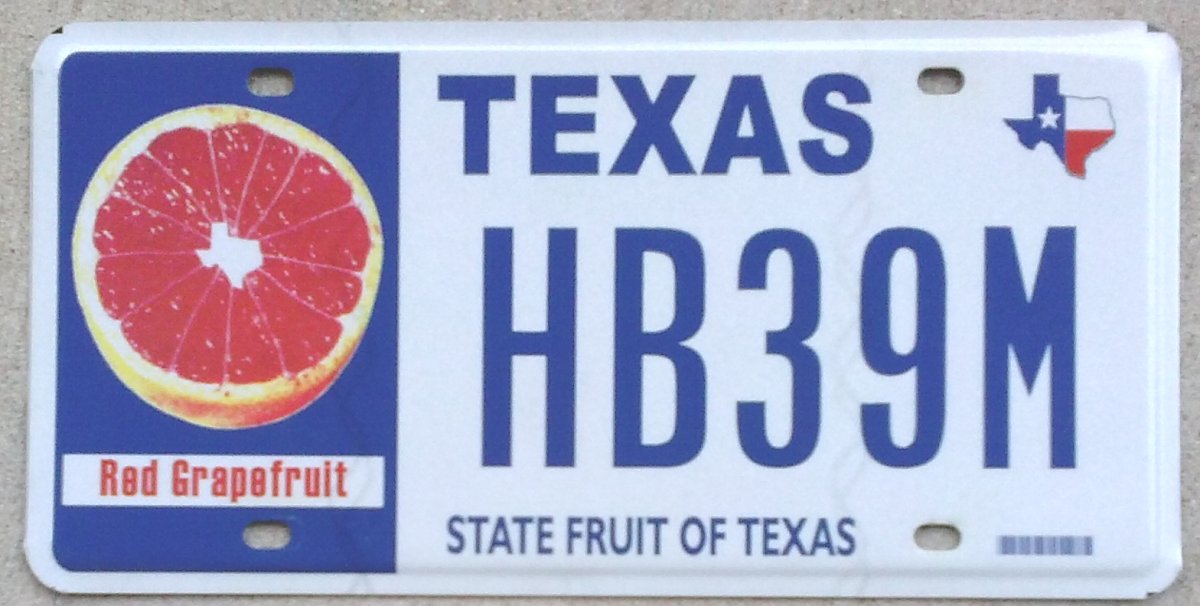 TEXAS
HB39M
Red Grapefruit
STATE FRUIT OF TEXAS